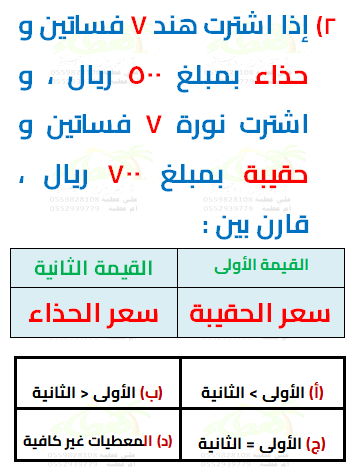 ٢) إذا اشترت هند ٧ فساتين و
حذاء بمبلغ ٥٠٠ ريال ، و
اشترت نورة ٧ فساتين و
حقيبة بمبلغ ٧٠٠ ريال ،
قارن بين :
القيمة الأولى القيمة الثانية
سعر الحقيبة سعر الحذاء
(أ) الأولى > الثانية (ب) الأولى < الثانية
(ج) الأولى = الثانية (د) المعطيات غير كافية